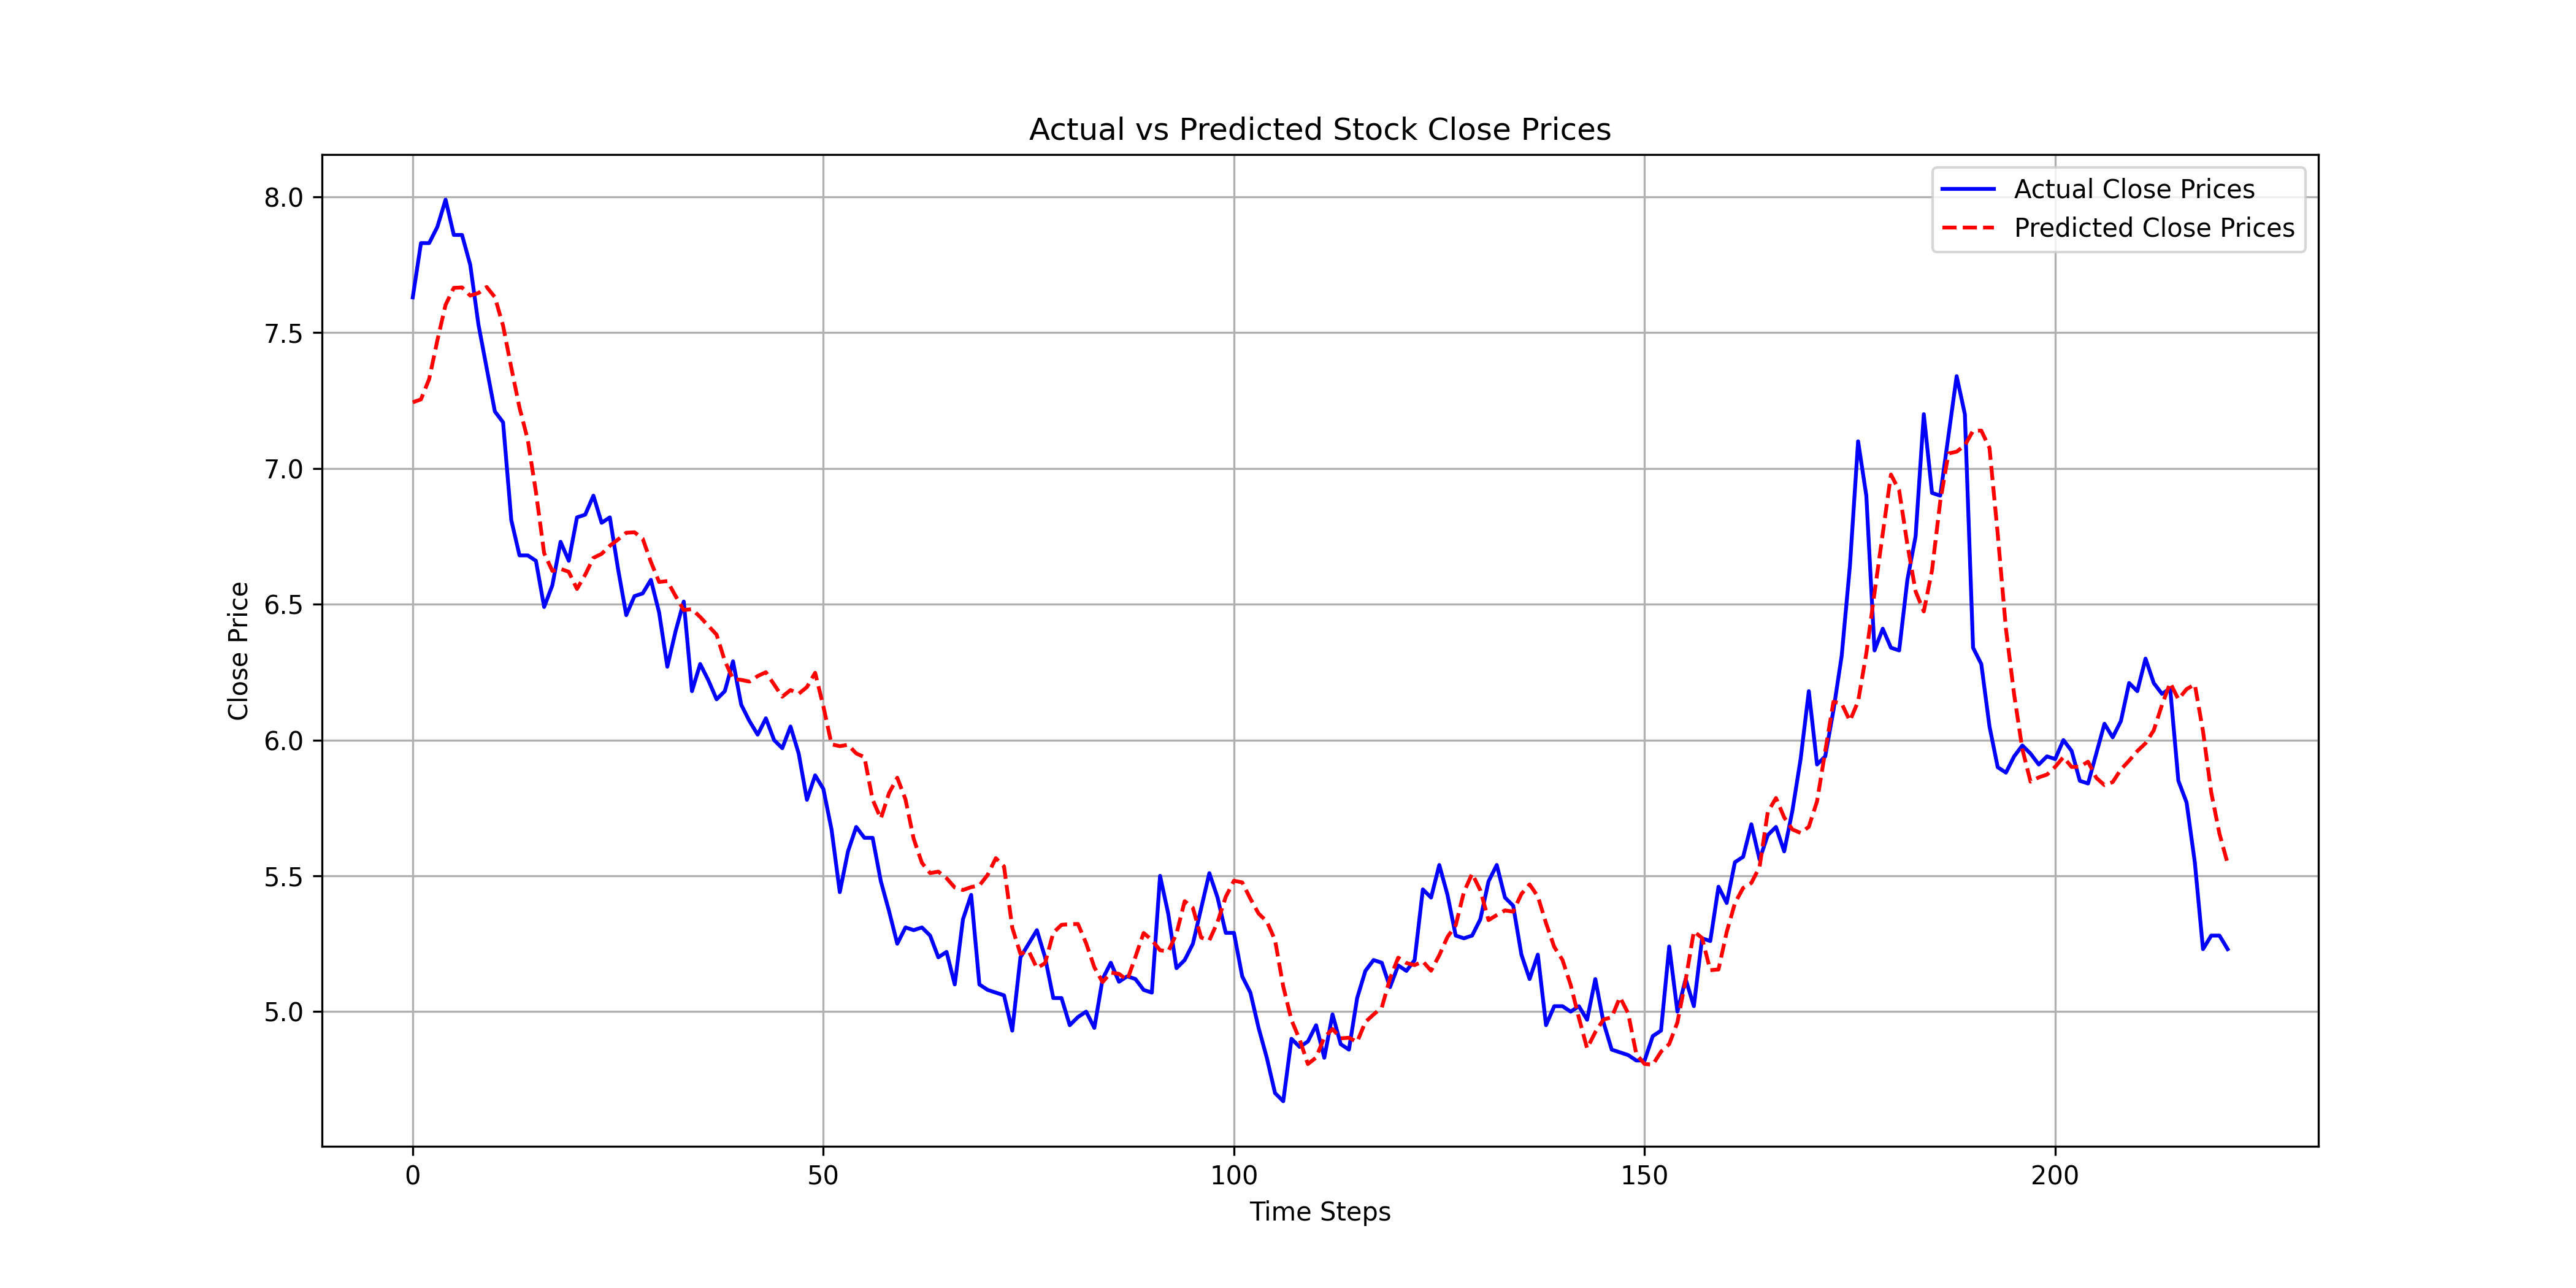 Actual vs Predicted Stock Close Prices
Actual Close Prices
Predicted Close Prices
Close Price
8.0
7.5
7.0
6.5
6.0
5.5
5.0
0 50 100 150 200
Time Steps